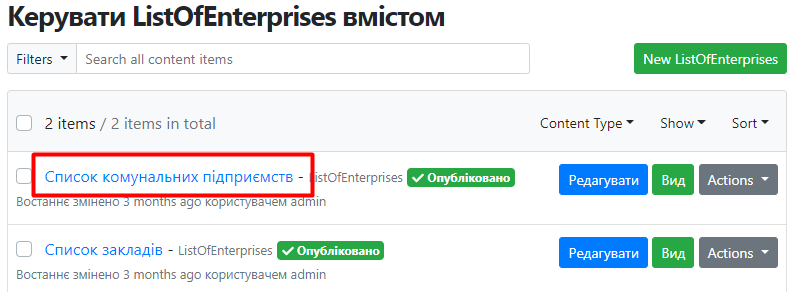 Керувати ListOfEnterprises вмістом
Filters Search all content items New ListOfEnterprises
2 items / 2 items in total Content Type Show Sort
Список комунальних підприємств - ListOfEnterprises Опубліковано Редагувати Вид Actions
Востаннє змінено 3 months ago користувачем admin
Список закладів - ListOfEnterprises Опубліковано Редагувати Вид Actions
Востаннє змінено 3 months ago користувачем admin